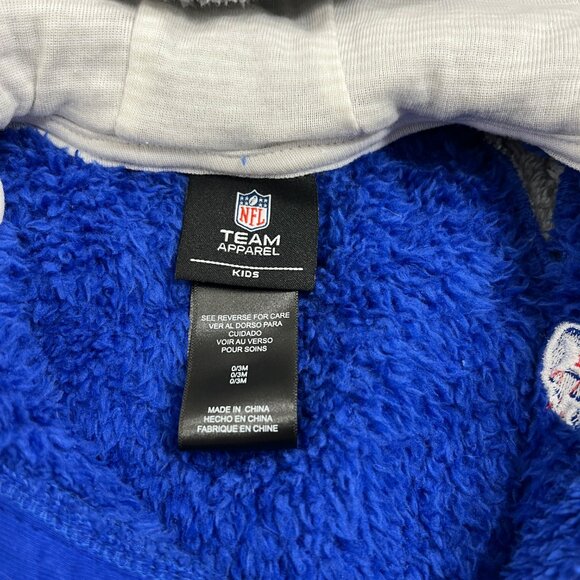 NFL
TEAM
APPAREL
KIDS
SEE REVERSE FOR CARE
VER AL DORSO PARA
CUIDADO
VOIR AU VERSO
POUR SOINS
0/3M
0/3M
0/3M
MADE IN CHINA
HECHO EN CHINA
FABRIQUE EN CHINE